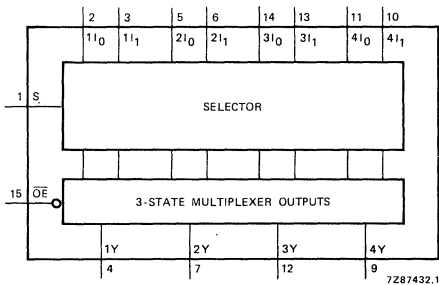 2 3 5 6 14 13 11 10
1I0 1I1 2I0 2I1 3I0 3I1 4I0 4I1
1 S
SELECTOR
15 OE
3-STATE MULTIPLEXER OUTPUTS
1Y 2Y 3Y 4Y
4 7 12 9
7Z87432.1